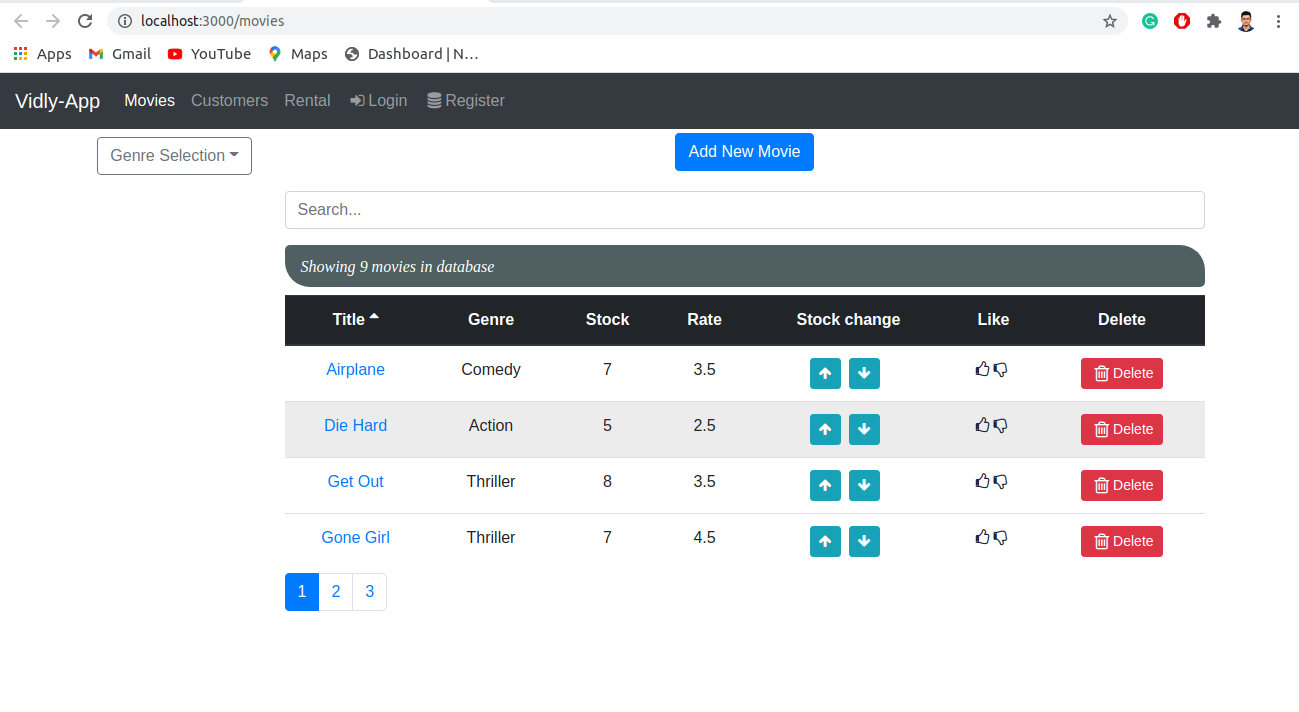 localhost:3000/movies
Apps Gmail YouTube Maps Dashboard | N…
Vidly-App Movies Customers Rental Login Register
Genre Selection Add New Movie
Search...
Showing 9 movies in database
Title Genre Stock Rate Stock change Like Delete
Airplane Comedy 7 3.5 Delete
Die Hard Action 5 2.5 Delete
Get Out Thriller 8 3.5 Delete
Gone Girl Thriller 7 4.5 Delete
1 2 3